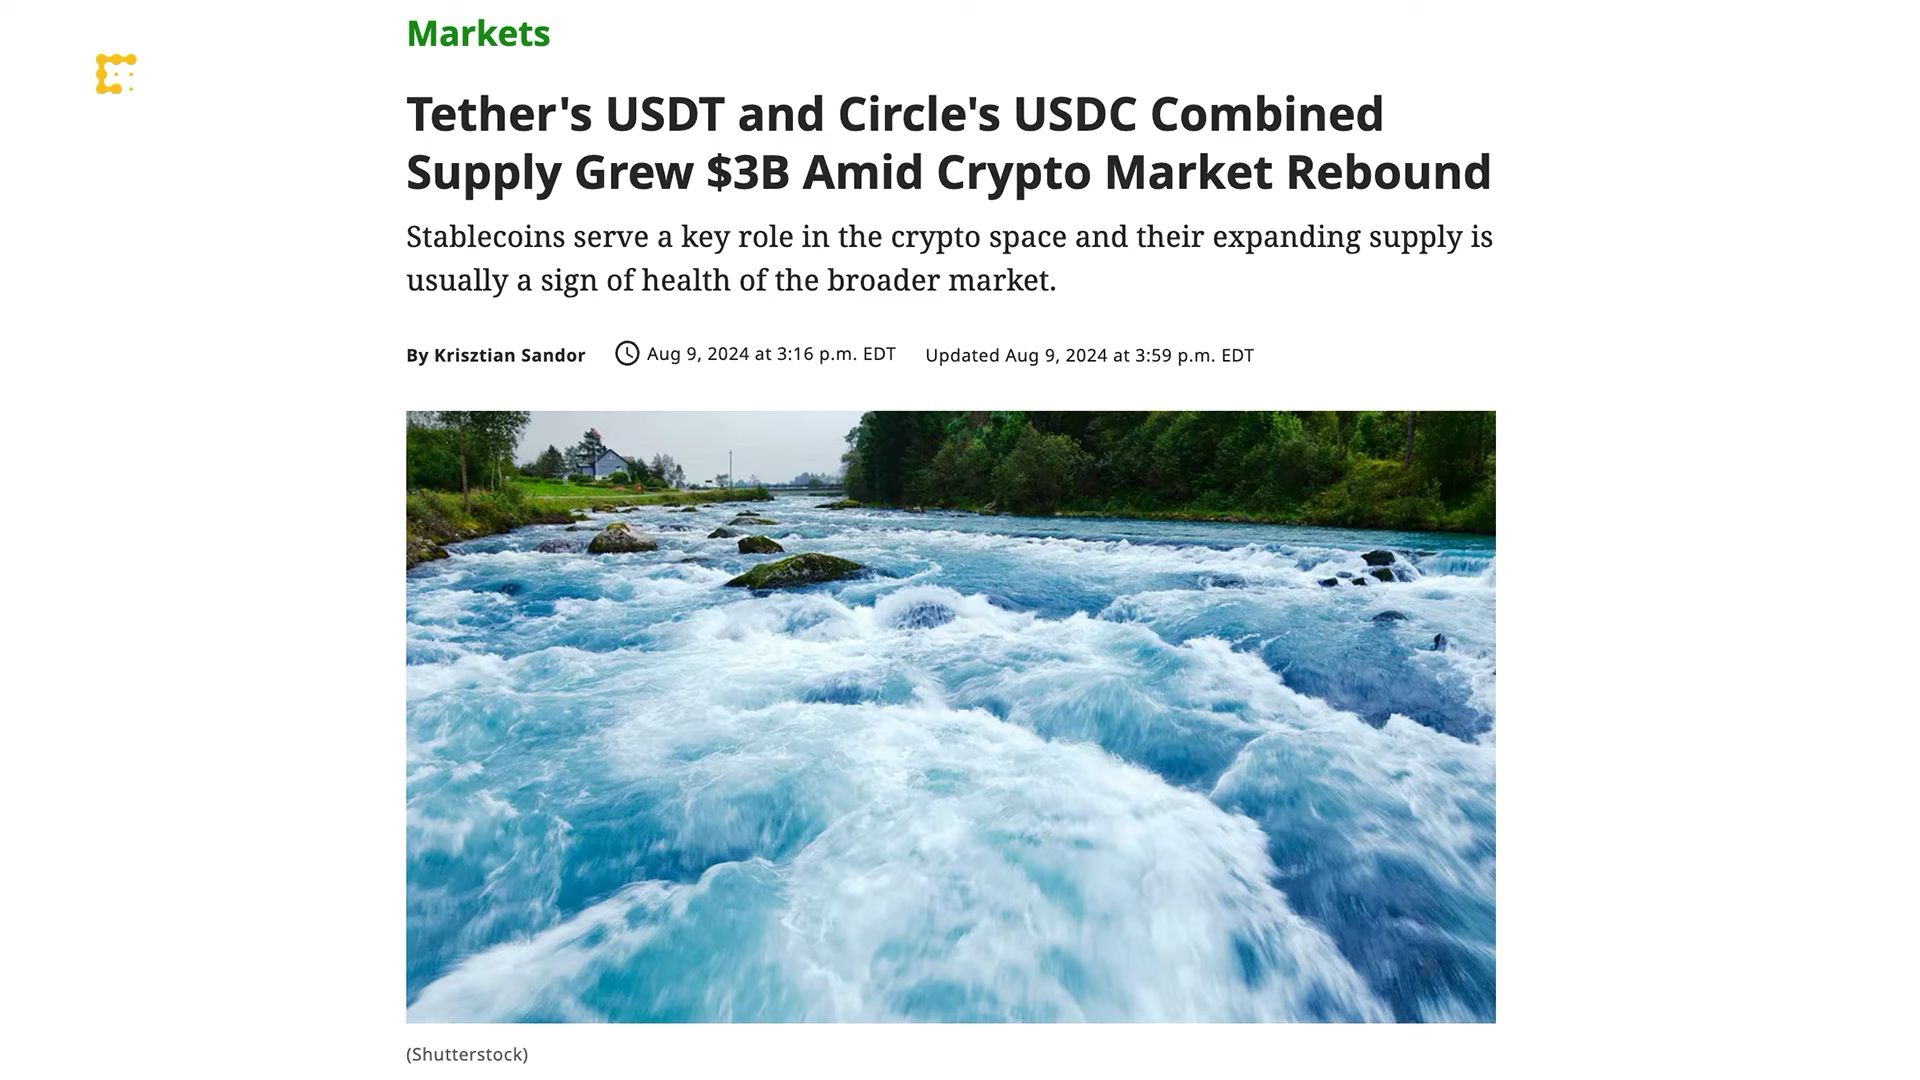 Markets
Tether's USDT and Circle's USDC Combined
Supply Grew $3B Amid Crypto Market Rebound
Stablecoins serve a key role in the crypto space and their expanding supply is
usually a sign of health of the broader market.
By Krisztian Sandor Aug 9, 2024 at 3:16 p.m. EDT Updated Aug 9, 2024 at 3:59 p.m. EDT
(Shutterstock)